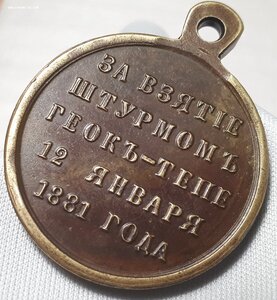 ЗА ВЗЯТІЕ
ШТУРМОМЪ
ГЕОКЪ-ТЕПЕ
12 ЯНВАРЯ
1881 ГОДА